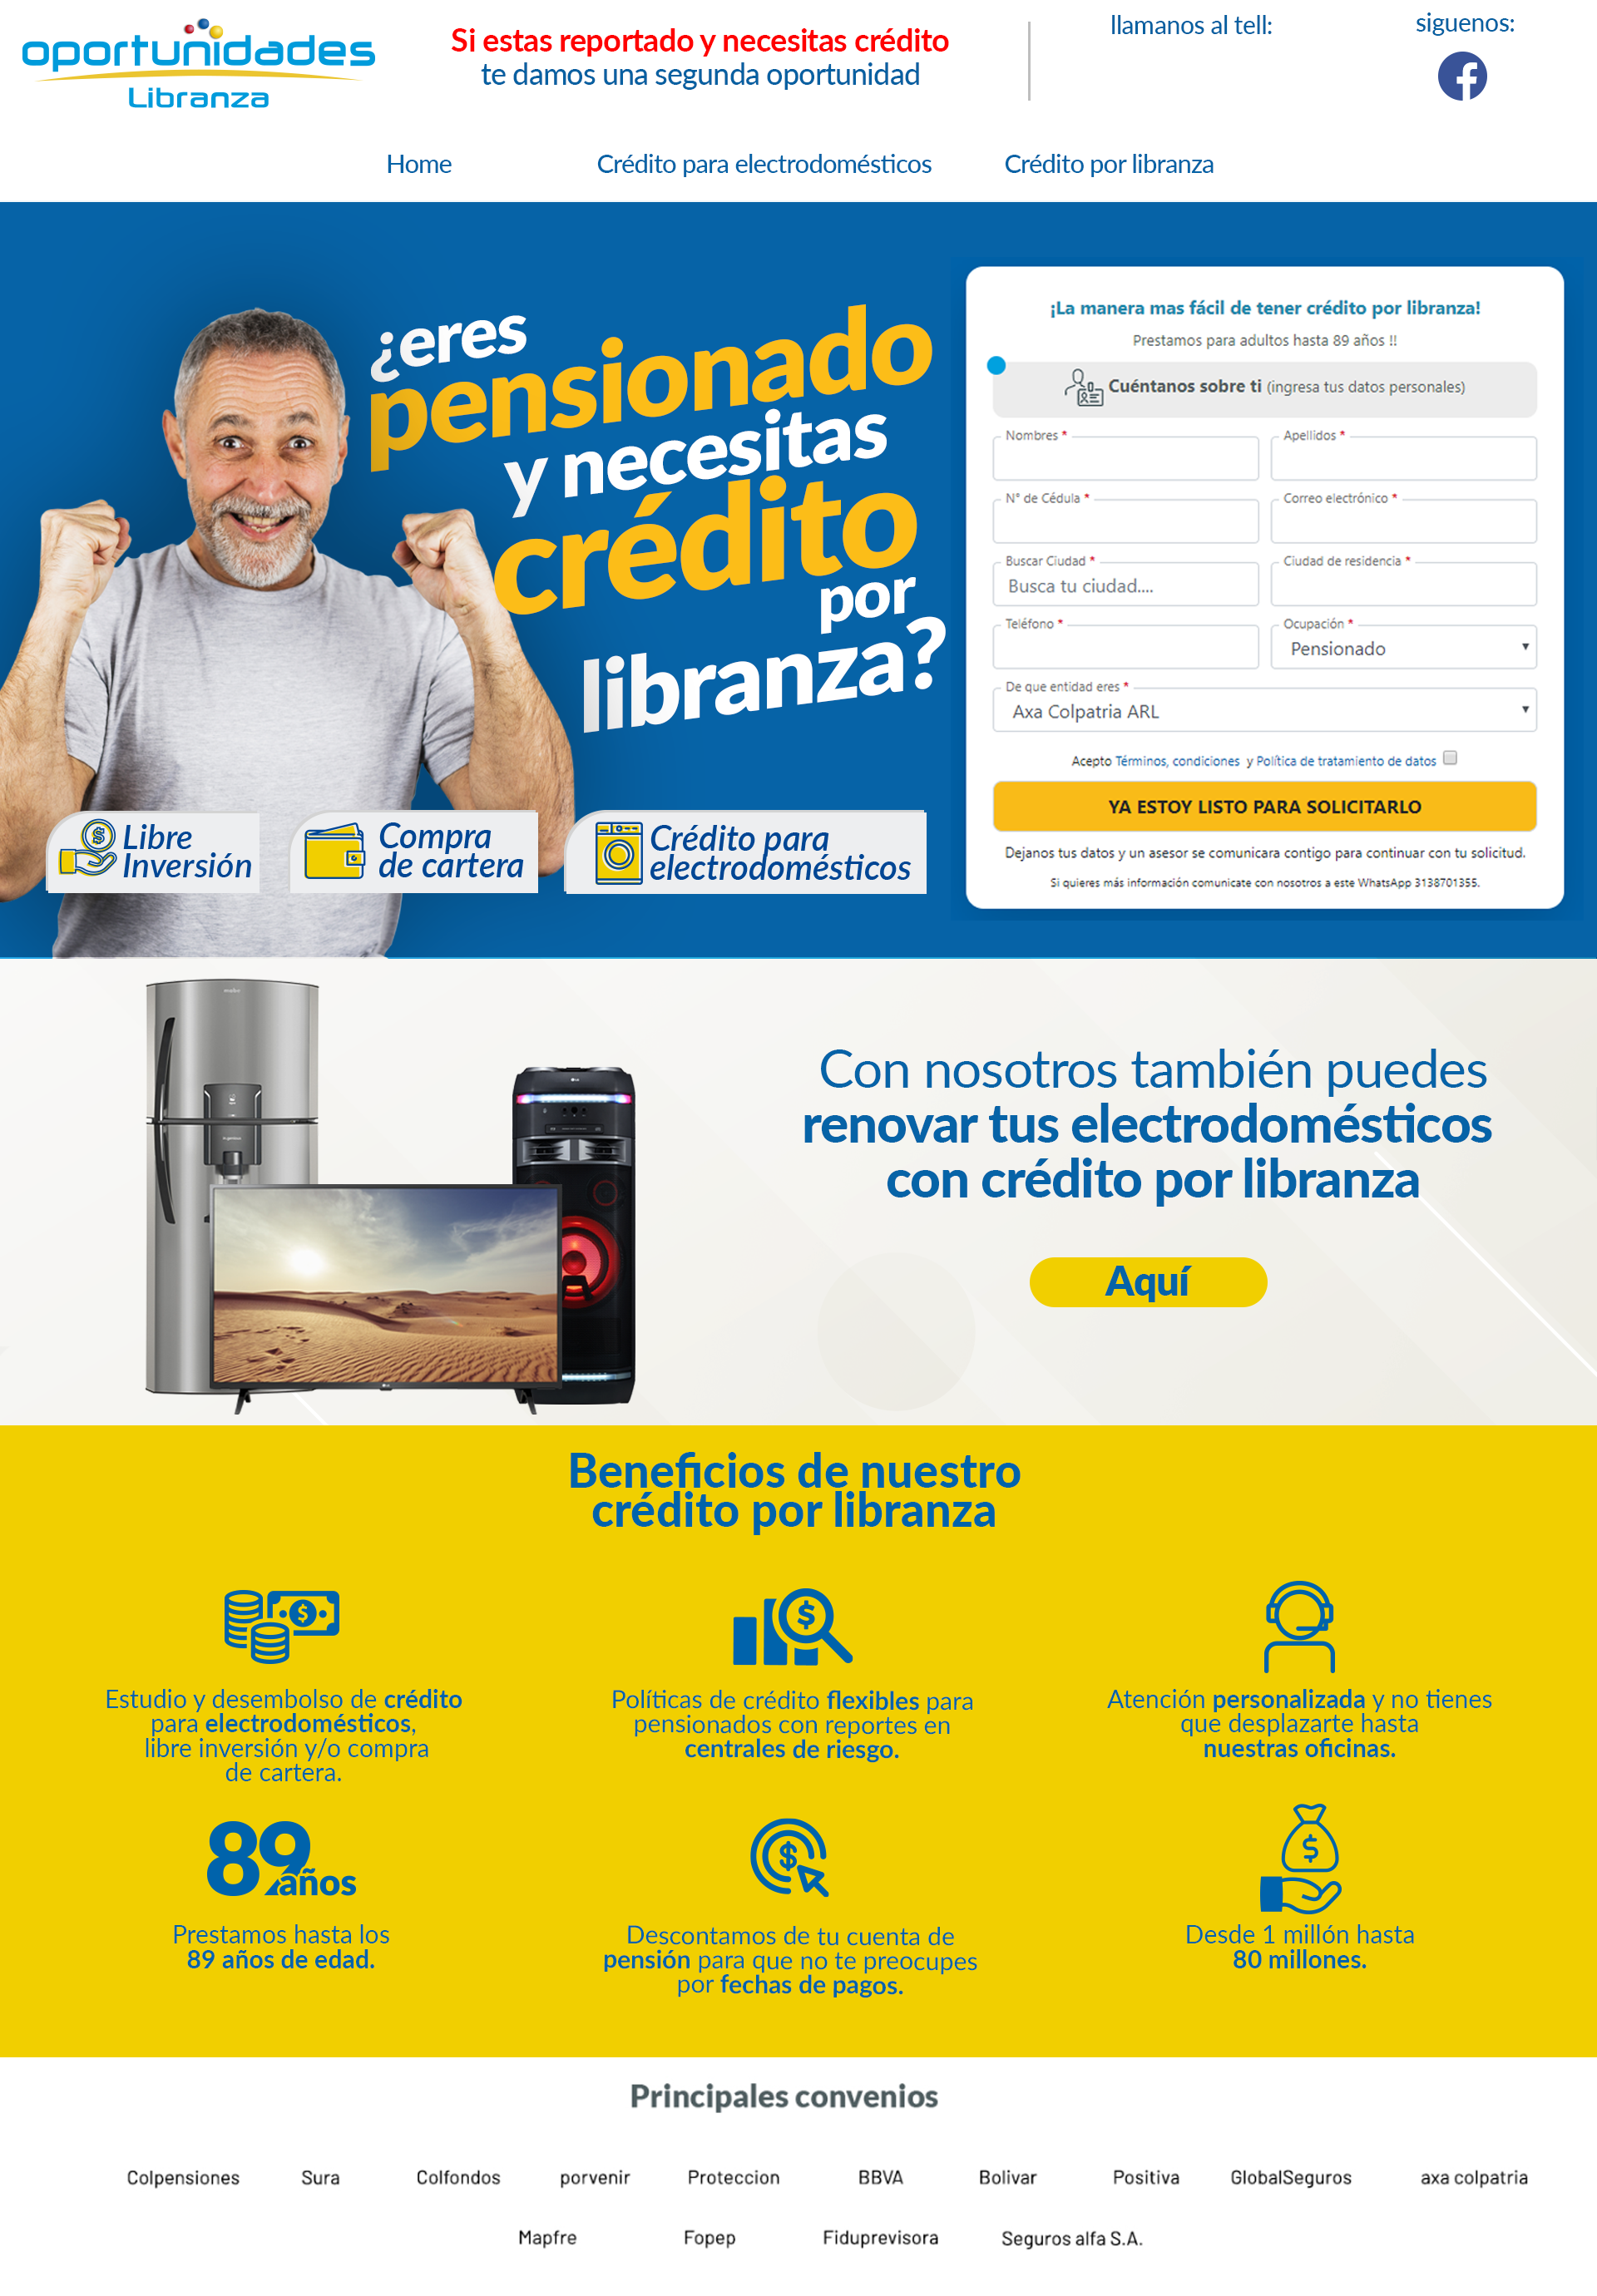 oportunidades
Libranza
Si estas reportado y necesitas crédito
te damos una segunda oportunidad
llamanos al tell:
siguenos:
Home
Crédito para electrodomésticos
Crédito por libranza
¿eres
pensionado
y necesitas
crédito
por
libranza?
Libre
Inversión
Compra
de cartera
Crédito para
electrodomésticos
¡La manera mas fácil de tener crédito por libranza!
Prestamos para adultos hasta 89 años !!
Cuéntanos sobre ti (ingresa tus datos personales)
Nombres *
Apellidos *
N° de Cédula *
Correo electrónico *
Buscar Ciudad *
Busca tu ciudad....
Ciudad de residencia *
Teléfono *
Ocupación *
Pensionado
De que entidad eres *
Axa Colpatria ARL
Acepto Términos, condiciones y Política de tratamiento de datos
YA ESTOY LISTO PARA SOLICITARLO
Dejanos tus datos y un asesor se comunicara contigo para continuar con tu solicitud.
Si quieres más información comunicate con nosotros a este WhatsApp 3138701355.
Con nosotros también puedes
renovar tus electrodomésticos
con crédito por libranza
Aquí
Beneficios de nuestro
crédito por libranza
Estudio y desembolso de crédito
para electrodomésticos,
libre inversión y/o compra
de cartera.
Políticas de crédito flexibles para
pensionados con reportes en
centrales de riesgo.
Atención personalizada y no tienes
que desplazarte hasta
nuestras oficinas.
89 años
Prestamos hasta los
89 años de edad.
Descontamos de tu cuenta de
pensión para que no te preocupes
por fechas de pagos.
Desde 1 millón hasta
80 millones.
Principales convenios
Colpensiones
Sura
Colfondos
porvenir
Proteccion
BBVA
Bolivar
Positiva
GlobalSeguros
axa colpatria
Mapfre
Fopep
Fiduprevisora
Seguros alfa S.A.